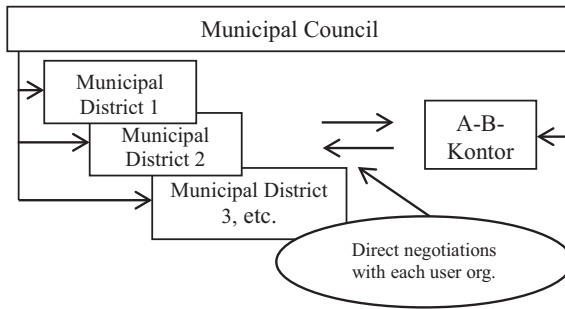 Municipal Council
Municipal
District 1
Municipal
District 2
Municipal District
3, etc.
A-B-
Kontor
Direct negotiations
with each user org.